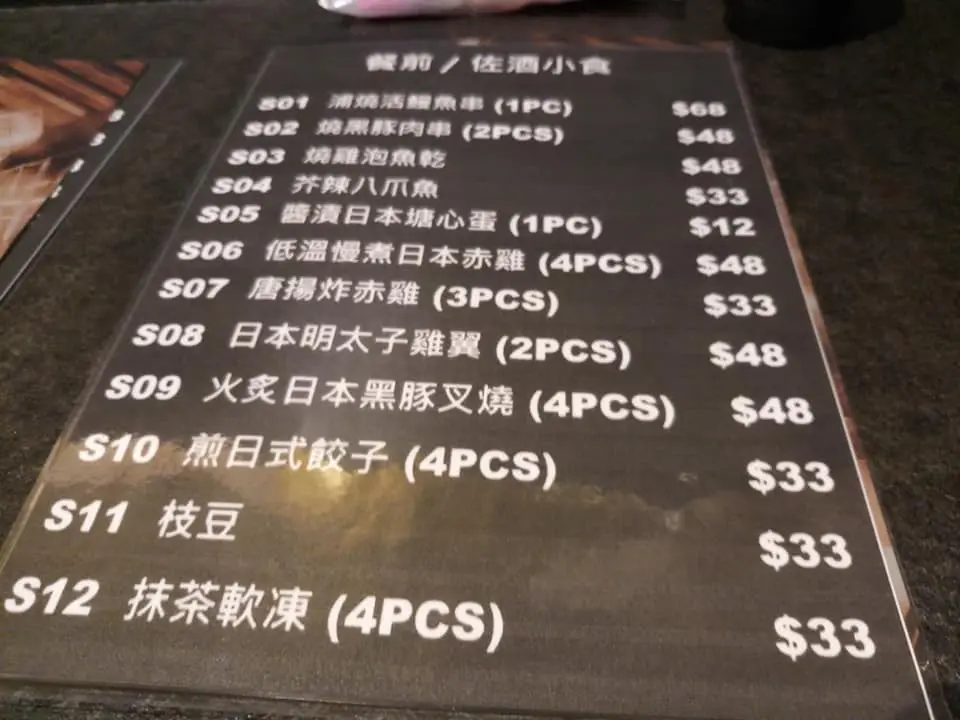 餐前 / 佐酒小食
S01 蒲燒活鰻魚串 (1PC) $68
S02 燒黑豚肉串 (2PCS) $48
S03 燒雞泡魚乾 $48
S04 芥辣八爪魚 $33
S05 醬漬日本塘心蛋 (1PC) $12
S06 低溫慢煮日本赤雞 (4PCS) $48
S07 唐揚炸赤雞 (3PCS) $33
S08 日本明太子雞翼 (2PCS) $48
S09 火炙日本黑豚叉燒 (4PCS) $48
S10 煎日式餃子 (4PCS) $33
S11 枝豆 $33
S12 抹茶軟凍 (4PCS) $33